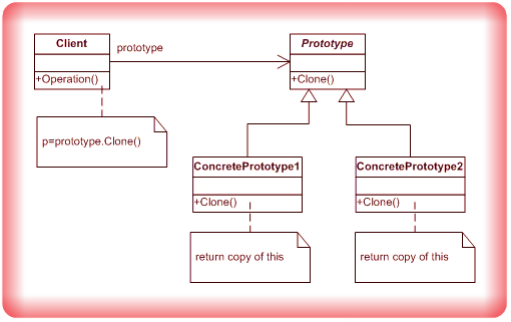 Client
prototype
Prototype
+Operation()
+Clone()
p=prototype.Clone()
ConcretePrototype1
ConcretePrototype2
+Clone()
+Clone()
return copy of this
return copy of this